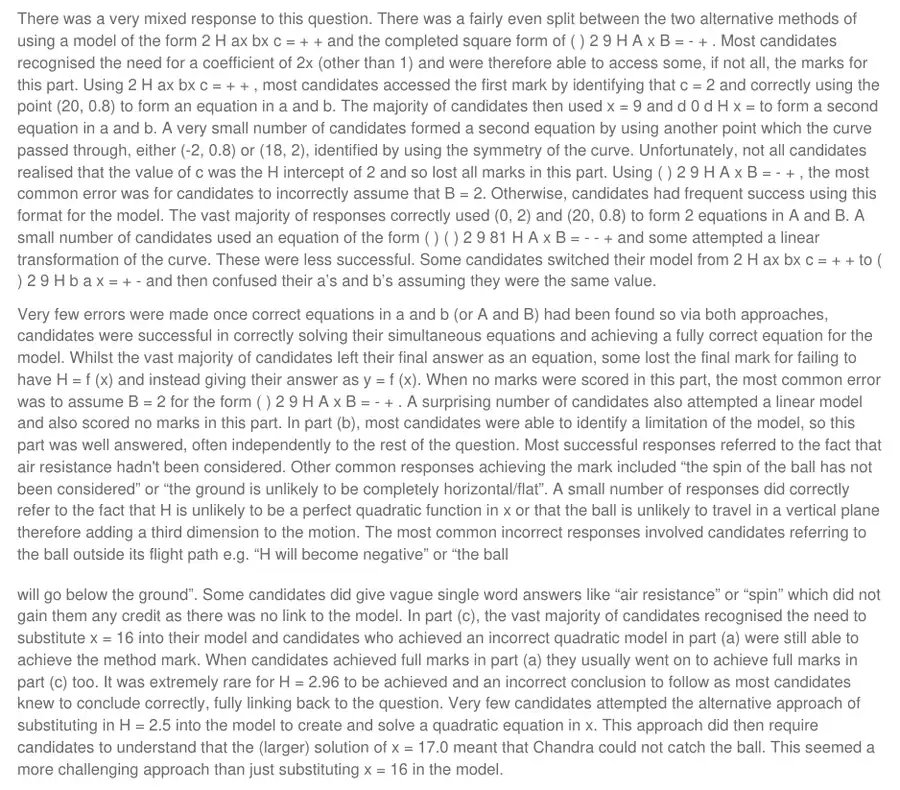 There was a very mixed response to this question. There was a fairly even split between the two alternative methods of
using a model of the form 2 H ax bx c = + + and the completed square form of ( ) 2 9 H A x B = - + . Most candidates
recognised the need for a coefficient of 2x (other than 1) and were therefore able to access some, if not all, the marks for
this part. Using 2 H ax bx c = + + , most candidates accessed the first mark by identifying that c = 2 and correctly using the
point (20, 0.8) to form an equation in a and b. The majority of candidates then used x = 9 and d 0 d H x = to form a second
equation in a and b. A very small number of candidates formed a second equation by using another point which the curve
passed through, either (-2, 0.8) or (18, 2), identified by using the symmetry of the curve. Unfortunately, not all candidates
realised that the value of c was the H intercept of 2 and so lost all marks in this part. Using ( ) 2 9 H A x B = - + , the most
common error was for candidates to incorrectly assume that B = 2. Otherwise, candidates had frequent success using this
format for the model. The vast majority of responses correctly used (0, 2) and (20, 0.8) to form 2 equations in A and B. A
small number of candidates used an equation of the form ( ) ( ) 2 9 81 H A x B = - - + and some attempted a linear
transformation of the curve. These were less successful. Some candidates switched their model from 2 H ax bx c = + + to (
) 2 9 H b a x = + - and then confused their a's and b's assuming they were the same value.
Very few errors were made once correct equations in a and b (or A and B) had been found so via both approaches,
candidates were successful in correctly solving their simultaneous equations and achieving a fully correct equation for the
model. Whilst the vast majority of candidates left their final answer as an equation, some lost the final mark for failing to
have H = f (x) and instead giving their answer as y = f (x). When no marks were scored in this part, the most common error
was to assume B = 2 for the form ( ) 2 9 H A x B = - + . A surprising number of candidates also attempted a linear model
and also scored no marks in this part. In part (b), most candidates were able to identify a limitation of the model, so this
part was well answered, often independently to the rest of the question. Most successful responses referred to the fact that
air resistance hadn't been considered. Other common responses achieving the mark included “the spin of the ball has not
been considered” or “the ground is unlikely to be completely horizontal/flat”. A small number of responses did correctly
refer to the fact that H is unlikely to be a perfect quadratic function in x or that the ball is unlikely to travel in a vertical plane
therefore adding a third dimension to the motion. The most common incorrect responses involved candidates referring to
the ball outside its flight path e.g. “H will become negative” or “the ball
will go below the ground”. Some candidates did give vague single word answers like “air resistance” or “spin” which did not
gain them any credit as there was no link to the model. In part (c), the vast majority of candidates recognised the need to
substitute x = 16 into their model and candidates who achieved an incorrect quadratic model in part (a) were still able to
achieve the method mark. When candidates achieved full marks in part (a) they usually went on to achieve full marks in
part (c) too. It was extremely rare for H = 2.96 to be achieved and an incorrect conclusion to follow as most candidates
knew to conclude correctly, fully linking back to the question. Very few candidates attempted the alternative approach of
substituting in H = 2.5 into the model to create and solve a quadratic equation in x. This approach did then require
candidates to understand that the (larger) solution of x = 17.0 meant that Chandra could not catch the ball. This seemed a
more challenging approach than just substituting x = 16 in the model.